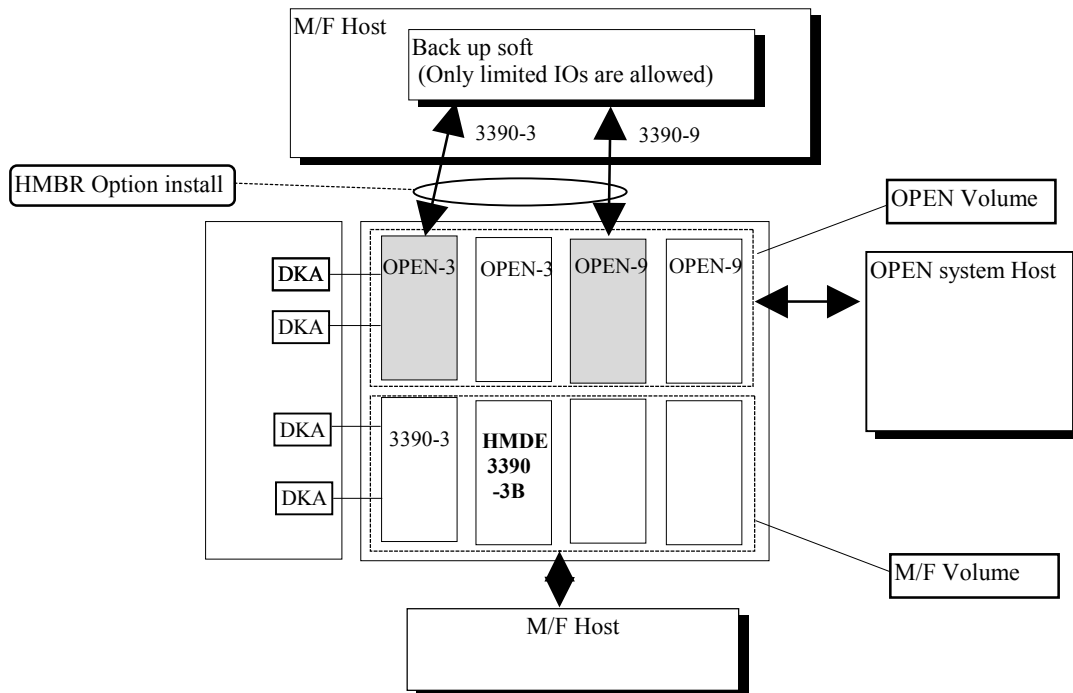 M/F Host
Back up soft
(Only limited IOs are allowed)
3390-3
3390-9
HMBR Option install
OPEN Volume
OPEN-3
OPEN-3
OPEN-9
OPEN-9
OPEN system Host
DKA
DKA
DKA
DKA
3390-3
HMDE
3390
-3B
M/F Volume
M/F Host